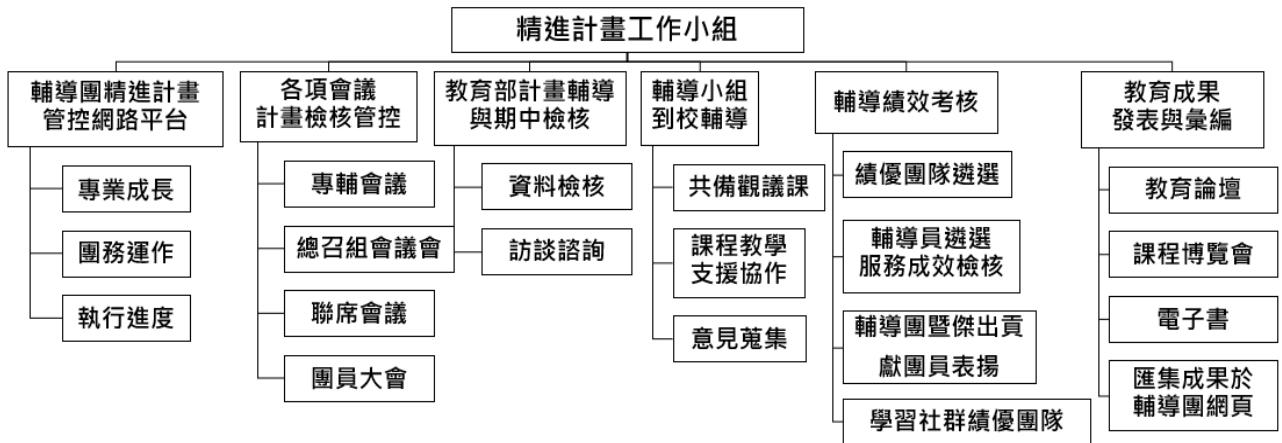 精進計畫工作小組
輔導團精進計畫
管控網路平台
專業成長
團務運作
執行進度
各項會議
計畫檢核管控
專輔會議
總召組會議會
聯席會議
團員大會
教育部計畫輔導
與期中檢核
資料檢核
訪談諮詢
輔導小組
到校輔導
共備觀議課
課程教學
支援協作
意見蒐集
輔導績效考核
績優團隊遴選
輔導員遴選
服務成效檢核
輔導團暨傑出貢
獻團員表揚
學習社群績優團隊
教育成果
發表與彙編
教育論壇
課程博覽會
電子書
匯集成果於
輔導團網頁